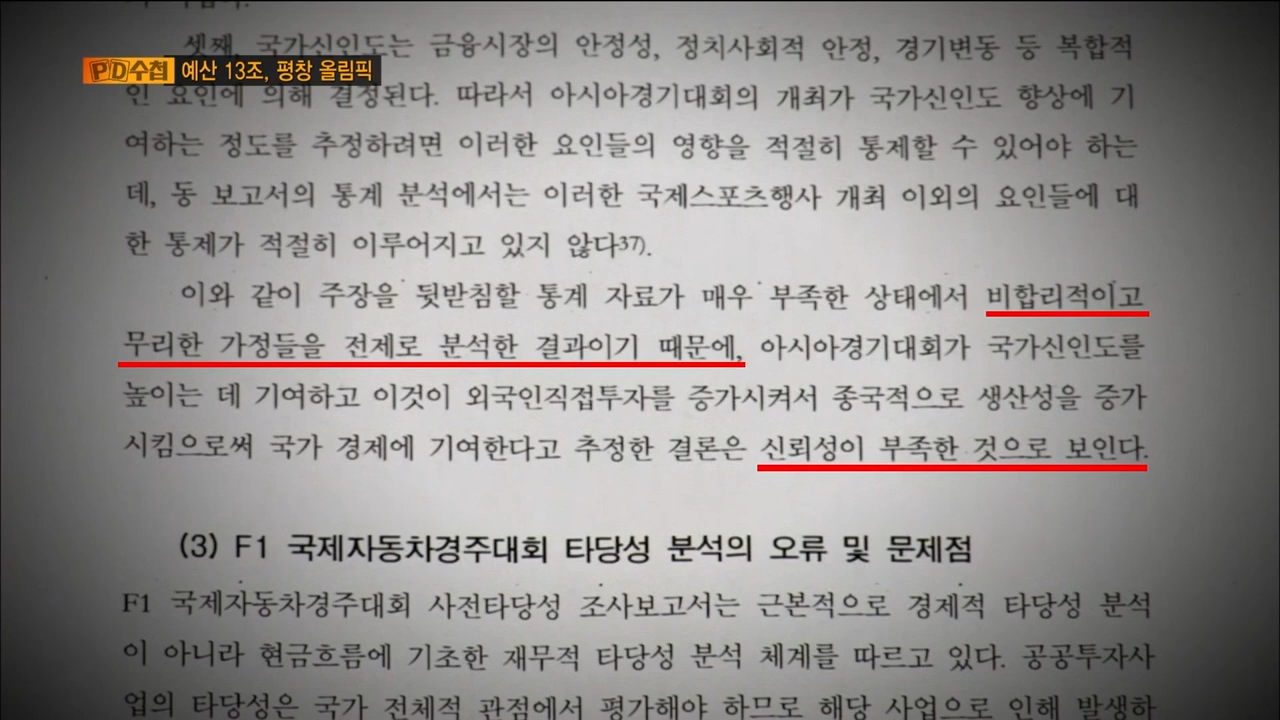 PD수첩 예산 13조, 평창 올림픽
셋째, 국가신인도는 금융시장의 안정성, 정치사회적 안정, 경기변동 등 복합적
인 요인에 의해 결정된다. 따라서 아시아경기대회의 개최가 국가신인도 향상에 기
여하는 정도를 추정하려면 이러한 요인들의 영향을 적절히 통제할 수 있어야 하는
데, 동 보고서의 통계 분석에서는 이러한 국제스포츠행사 개최 이외의 요인들에 대
한 통제가 적절히 이루어지고 있지 않다37).
이와 같이 주장을 뒷받침할 통계 자료가 매우 부족한 상태에서 비합리적이고
무리한 가정들을 전제로 분석한 결과이기 때문에, 아시아경기대회가 국가신인도를
높이는 데 기여하고 이것이 외국인직접투자를 증가시켜서 종국적으로 생산성을 증가
시킴으로써 국가 경제에 기여한다고 추정한 결론은 신뢰성이 부족한 것으로 보인다.
(3) F1 국제자동차경주대회 타당성 분석의 오류 및 문제점
F1 국제자동차경주대회 사전타당성 조사보고서는 근본적으로 경제적 타당성 분석
이 아니라 현금흐름에 기초한 재무적 타당성 분석 체계를 따르고 있다. 공공투자사
업의 타당성은 국가 전체적 관점에서 평가해야 하므로 해당 사업으로 인해 발생하